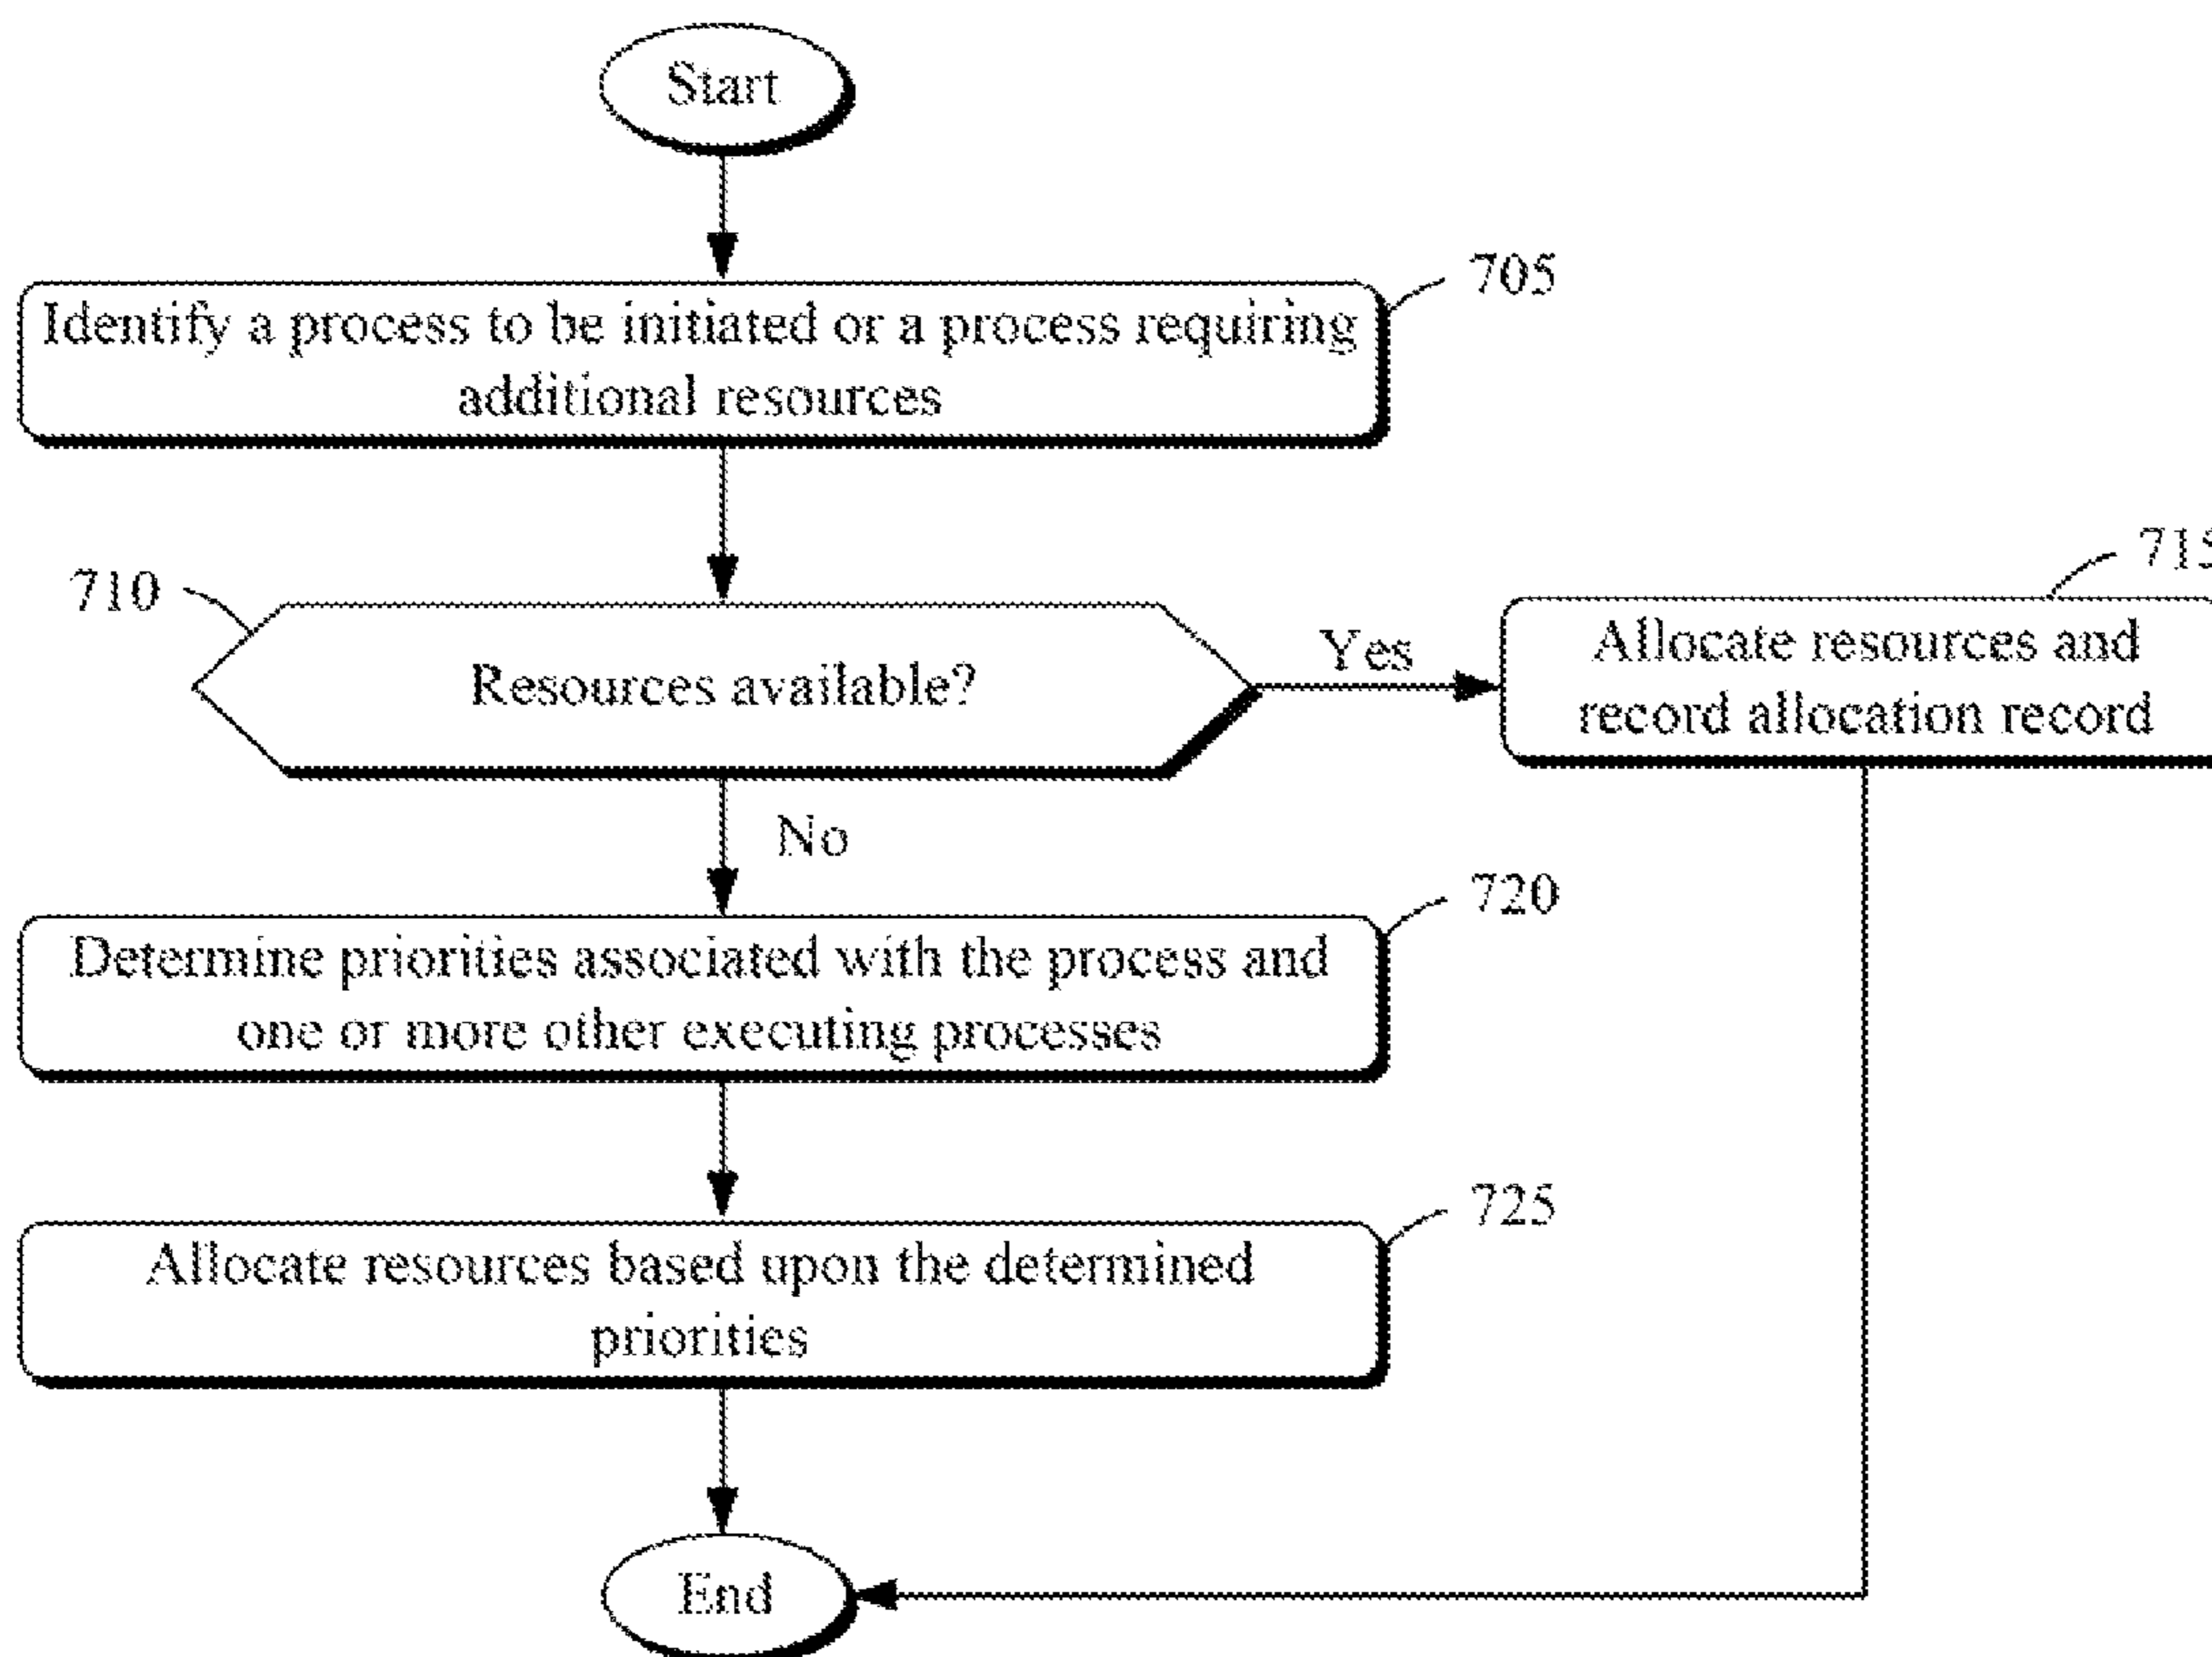 Start
705
Identify a process to be initiated or a process requiring
additional resources
710
Resources available?
Yes
715
Allocate resources and
record allocation record
No
720
Determine priorities associated with the process and
one or more other executing processes
725
Allocate resources based upon the determined
priorities
End